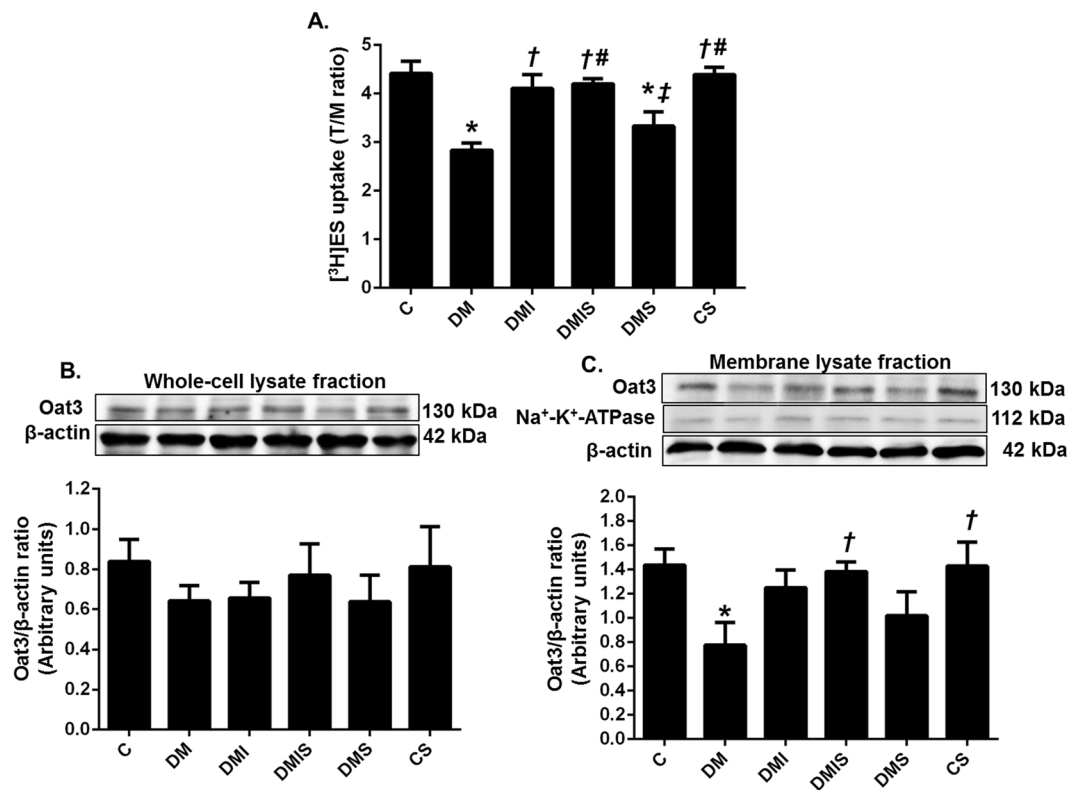 A.
[³H]ES uptake (T/M ratio)
5
4
3
2
1
0
*
†
†#
*‡
†#
C DM DMI DMIS DMS CS
B.
Whole-cell lysate fraction
Oat3 130 kDa
β-actin 42 kDa
Oat3/β-actin ratio
(Arbitrary units)
1.2
1.0
0.8
0.6
0.4
0.2
0.0
C DM DMI DMIS DMS CS
C.
Membrane lysate fraction
Oat3 130 kDa
Na⁺-K⁺-ATPase 112 kDa
β-actin 42 kDa
Oat3/β-actin ratio
(Arbitrary units)
2.0
1.8
1.6
1.4
1.2
1.0
0.8
0.6
0.4
0.2
0.0
*
†
†
C DM DMI DMIS DMS CS